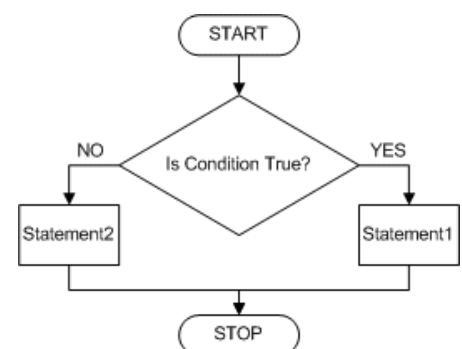 START
Is Condition True?
NO
YES
Statement2
Statement1
STOP